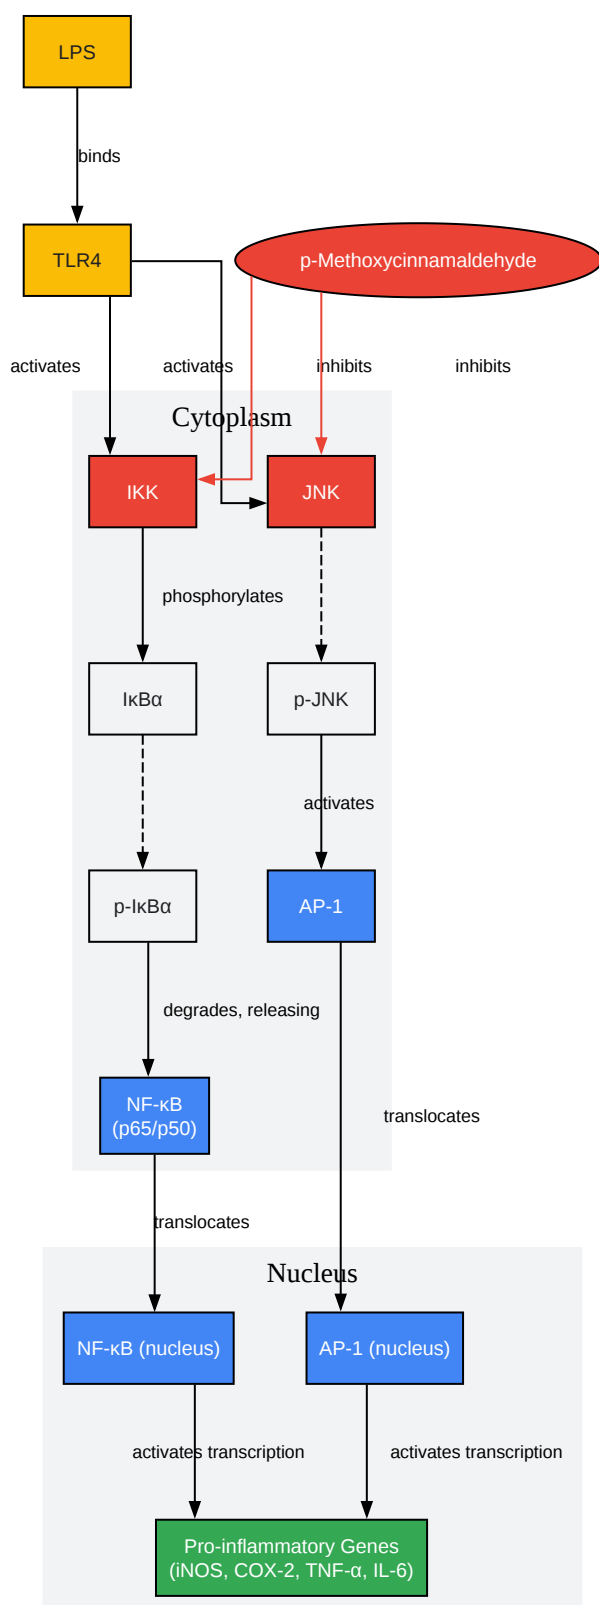 LPS
binds
TLR4
p-Methoxycinnamaldehyde
activates
activates
inhibits
inhibits
Cytoplasm
IKK
JNK
phosphorylates
IκBα
p-JNK
activates
p-IκBα
AP-1
degrades, releasing
NF-κB
(p65/p50)
translocates
translocates
Nucleus
NF-κB (nucleus)
AP-1 (nucleus)
activates transcription
activates transcription
Pro-inflammatory Genes
(iNOS, COX-2, TNF-α, IL-6)